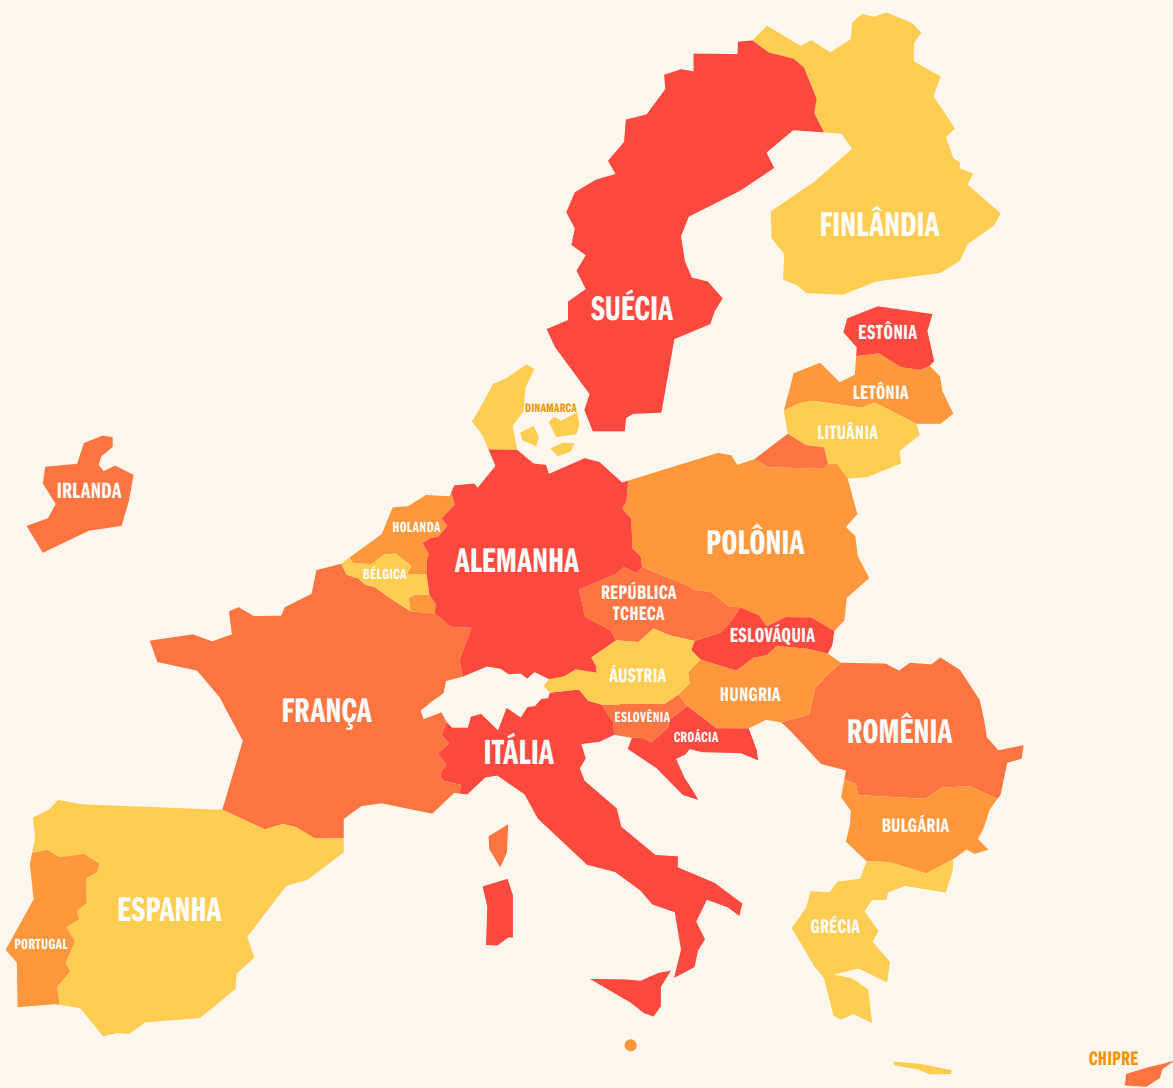 FINLÂNDIA
SUÉCIA
ESTÔNIA
LETÔNIA
DINAMARCA
LITUÂNIA
IRLANDA
HOLANDA
POLÔNIA
ALEMANHA
BÉLGICA
REPÚBLICA
TCHECA
ESLOVÁQUIA
ÁUSTRIA
HUNGRIA
FRANÇA
ESLOVÊNIA
ROMÊNIA
CROÁCIA
ITÁLIA
BULGÁRIA
ESPANHA
GRÉCIA
PORTUGAL
CHIPRE